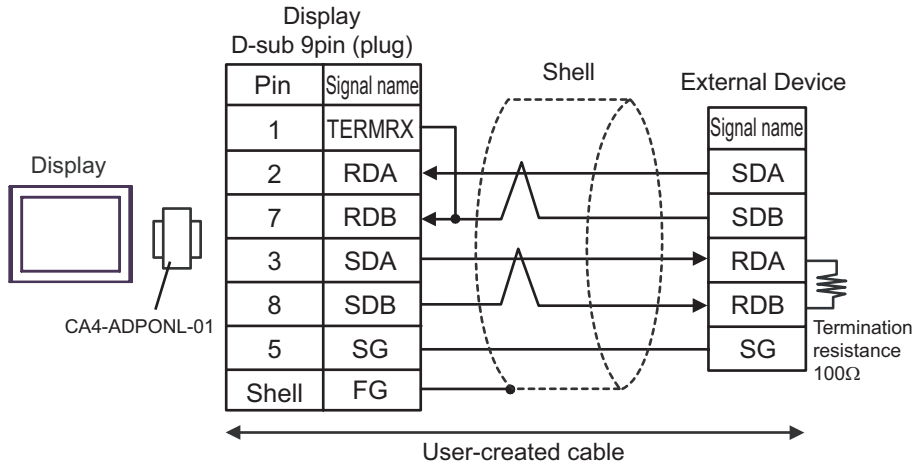 Display
D-sub 9pin (plug)
Shell
External Device
Pin Signal name
1 TERMRX
2 RDA
7 RDB
3 SDA
8 SDB
5 SG
Shell FG
Signal name
SDA
SDB
RDA
RDB
SG
Display
CA4-ADPONL-01
Termination
resistance
100Ω
User-created cable